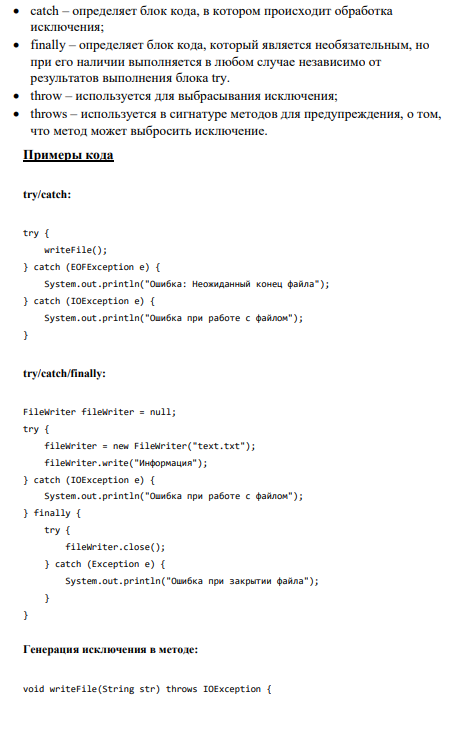 • catch – определяет блок кода, в котором происходит обработка
исключения;
• finally – определяет блок кода, который является необязательным, но
при его наличии выполняется в любом случае независимо от
результатов выполнения блока try.
• throw – используется для выбрасывания исключения;
• throws – используется в сигнатуре методов для предупреждения, о том,
что метод может выбросить исключение.
Примеры кода
try/catch:
try {
    writeFile();
} catch (EOFException e) {
    System.out.println("Ошибка: Неожиданный конец файла");
} catch (IOException e) {
    System.out.println("Ошибка при работе с файлом");
}
try/catch/finally:
FileWriter fileWriter = null;
try {
    fileWriter = new FileWriter("text.txt");
    fileWriter.write("Информация");
} catch (IOException e) {
    System.out.println("Ошибка при работе с файлом");
} finally {
    try {
        fileWriter.close();
    } catch (Exception e) {
        System.out.println("Ошибка при закрытии файла");
    }
}
Генерация исключения в методе:
void writeFile(String str) throws IOException {